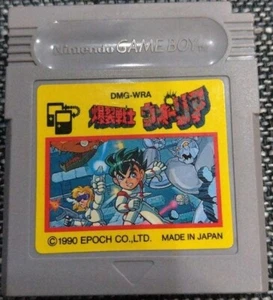 Nintendo GAME BOY
DMG-WRA
爆裂戦士 ウォーリア
©1990 EPOCH CO.,LTD. MADE IN JAPAN